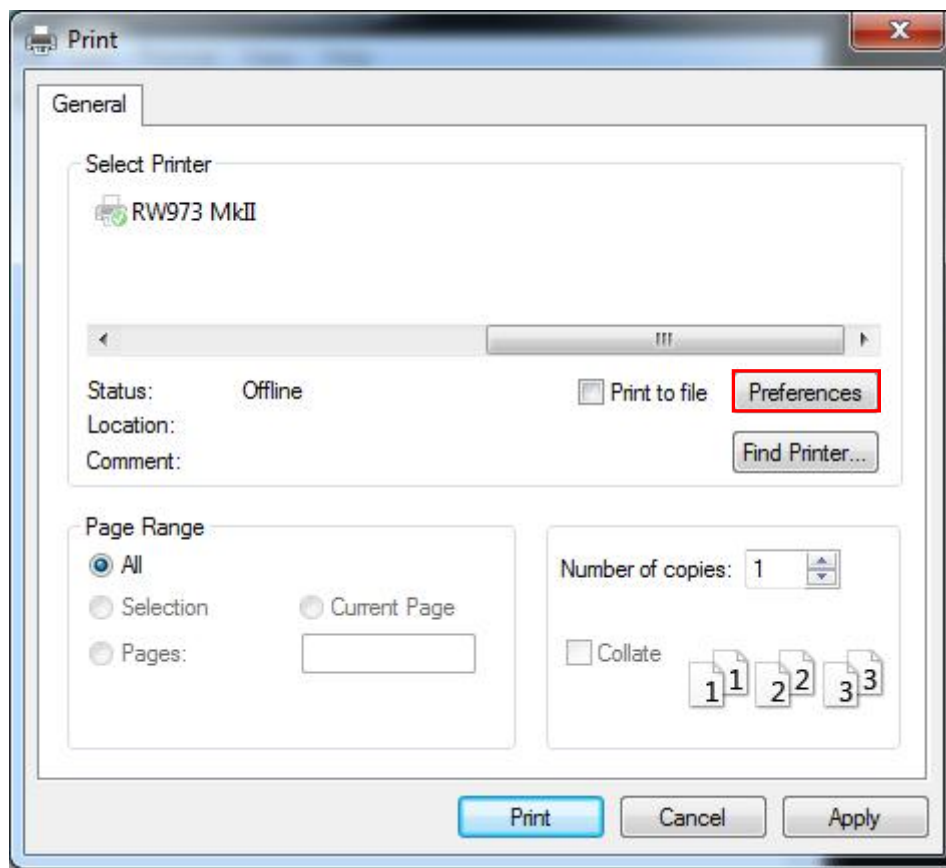 Print
General
Select Printer
RW973 MkII
Status: Offline
Print to file
Preferences
Location:
Comment:
Find Printer...
Page Range
All
Selection
Current Page
Pages:
Number of copies: 1
Collate
1 1 2 2 3 3
Print
Cancel
Apply